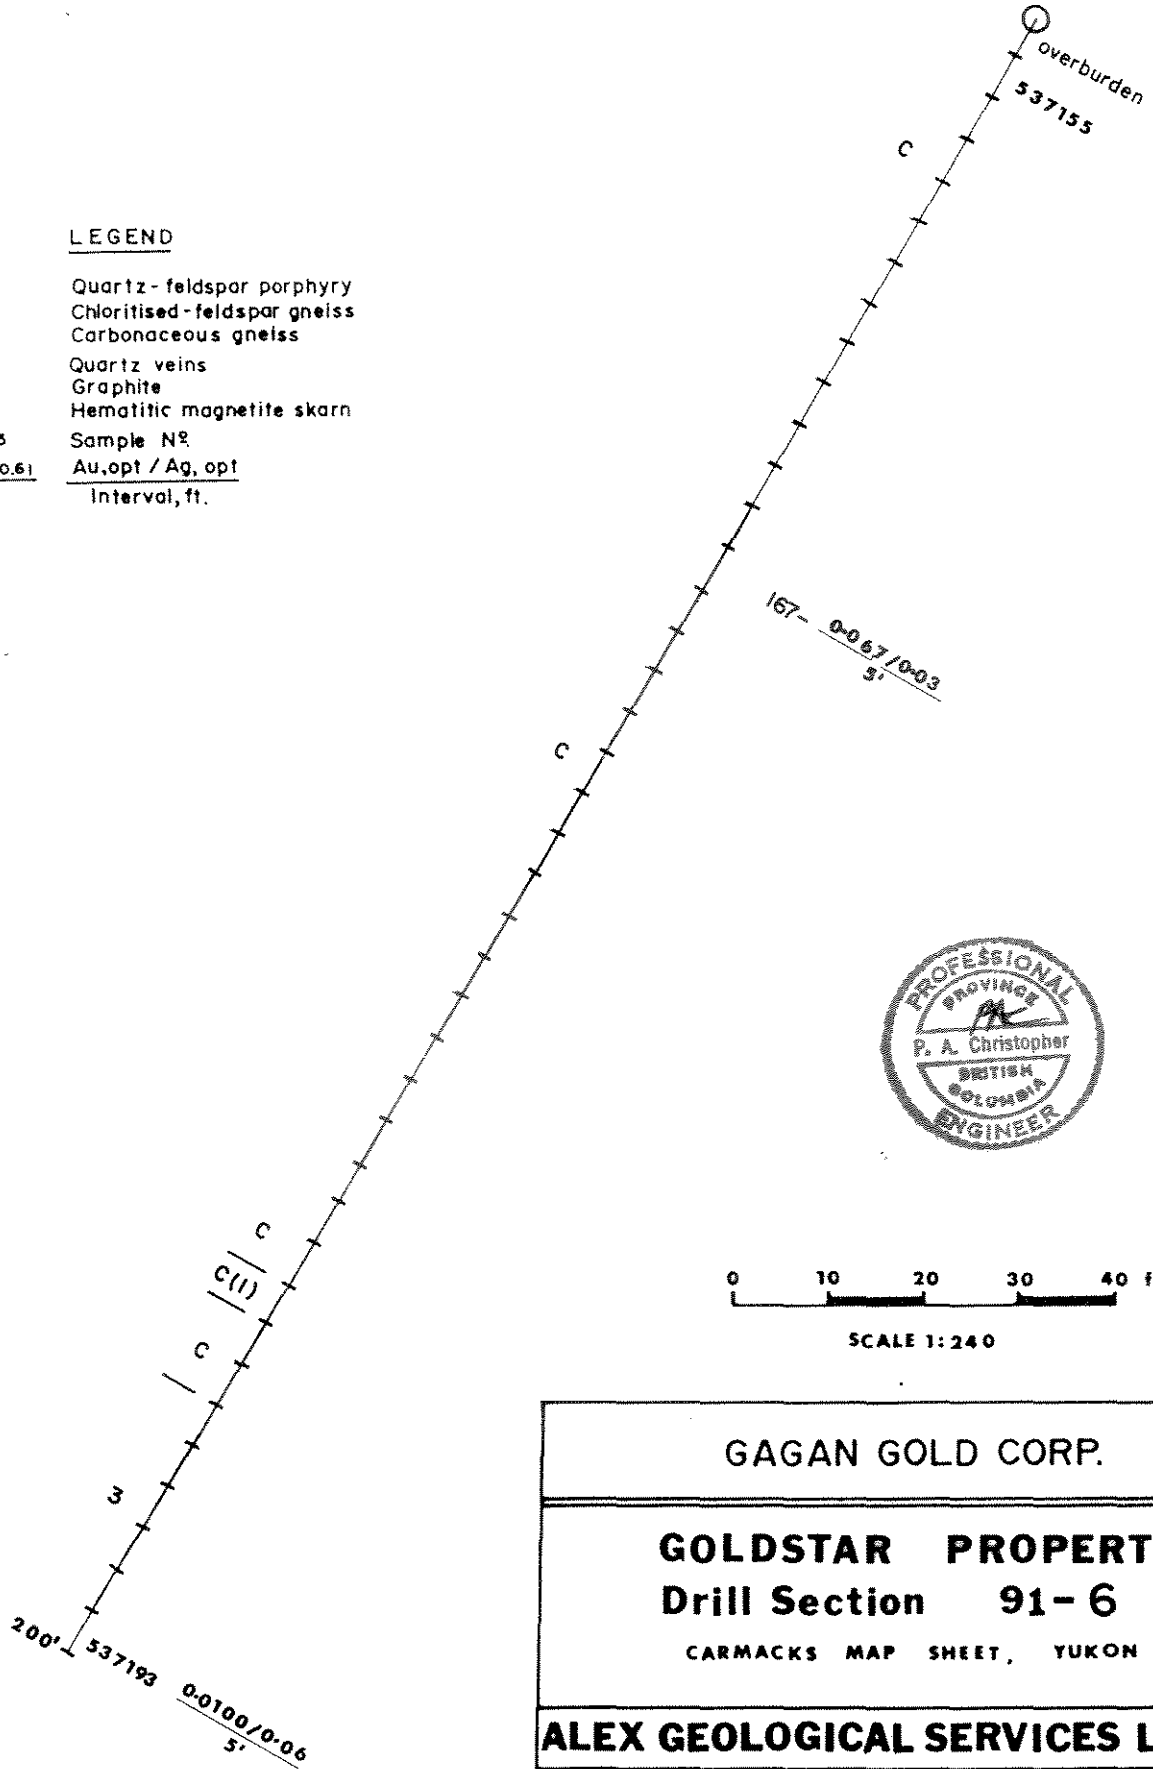 overburden
537155
C
LEGEND
Quartz-feldspar porphyry
Chloritised-feldspar gneiss
Carbonaceous gneiss
Quartz veins
Graphite
Hematitic magnetite skarn
Sample Nº
0.61 Au,opt / Ag, opt
Interval, ft.
167- 0.067/0.03
5'
C
PROFESSIONAL
PROVINCE
P. A. Christopher
BRITISH
COLUMBIA
ENGINEER
C
C(1)
C
3
0 10 20 30 40 f
SCALE 1:240
200'
537193 0.0100/0.06
5'
GAGAN GOLD CORP.
GOLDSTAR PROPERT
Drill Section 91-6
CARMACKS MAP SHEET, YUKON
ALEX GEOLOGICAL SERVICES L